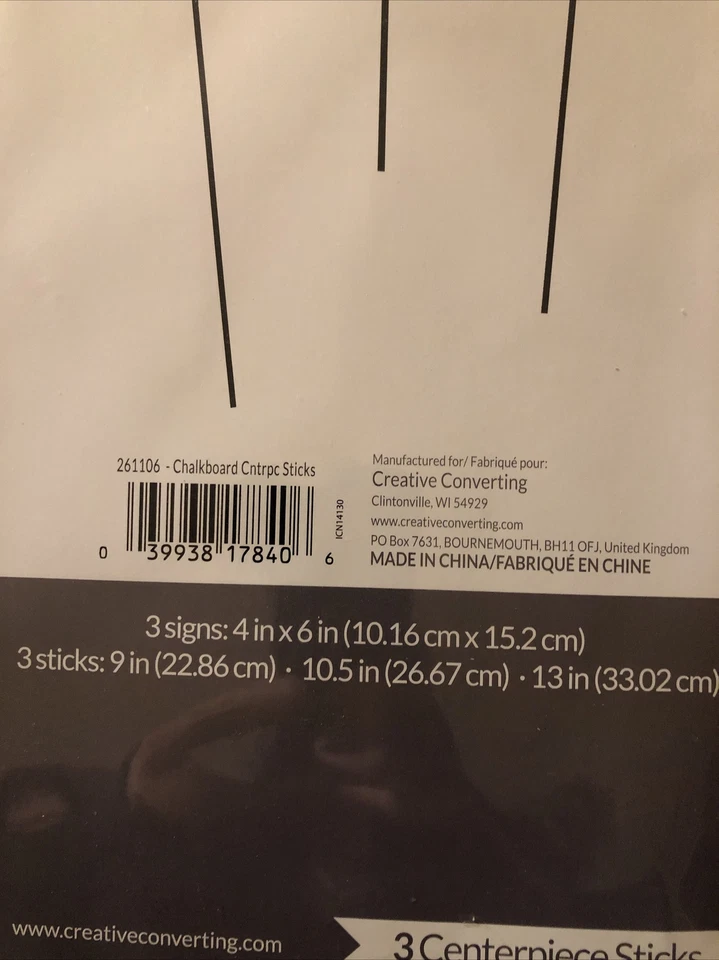 261106 - Chalkboard Cntrpc Sticks
0 39938 17840 6
ICN14130
Manufactured for/ Fabriqué pour:
Creative Converting
Clintonville, WI 54929
www.creativeconverting.com
PO Box 7631, BOURNEMOUTH, BH11 OFJ, United Kingdom
MADE IN CHINA/FABRIQUÉ EN CHINE
3 signs: 4 in x 6 in (10.16 cm x 15.2 cm)
3 sticks: 9 in (22.86 cm) · 10.5 in (26.67 cm) · 13 in (33.02 cm)
www.creativeconverting.com
3 Centerpiece Sticks